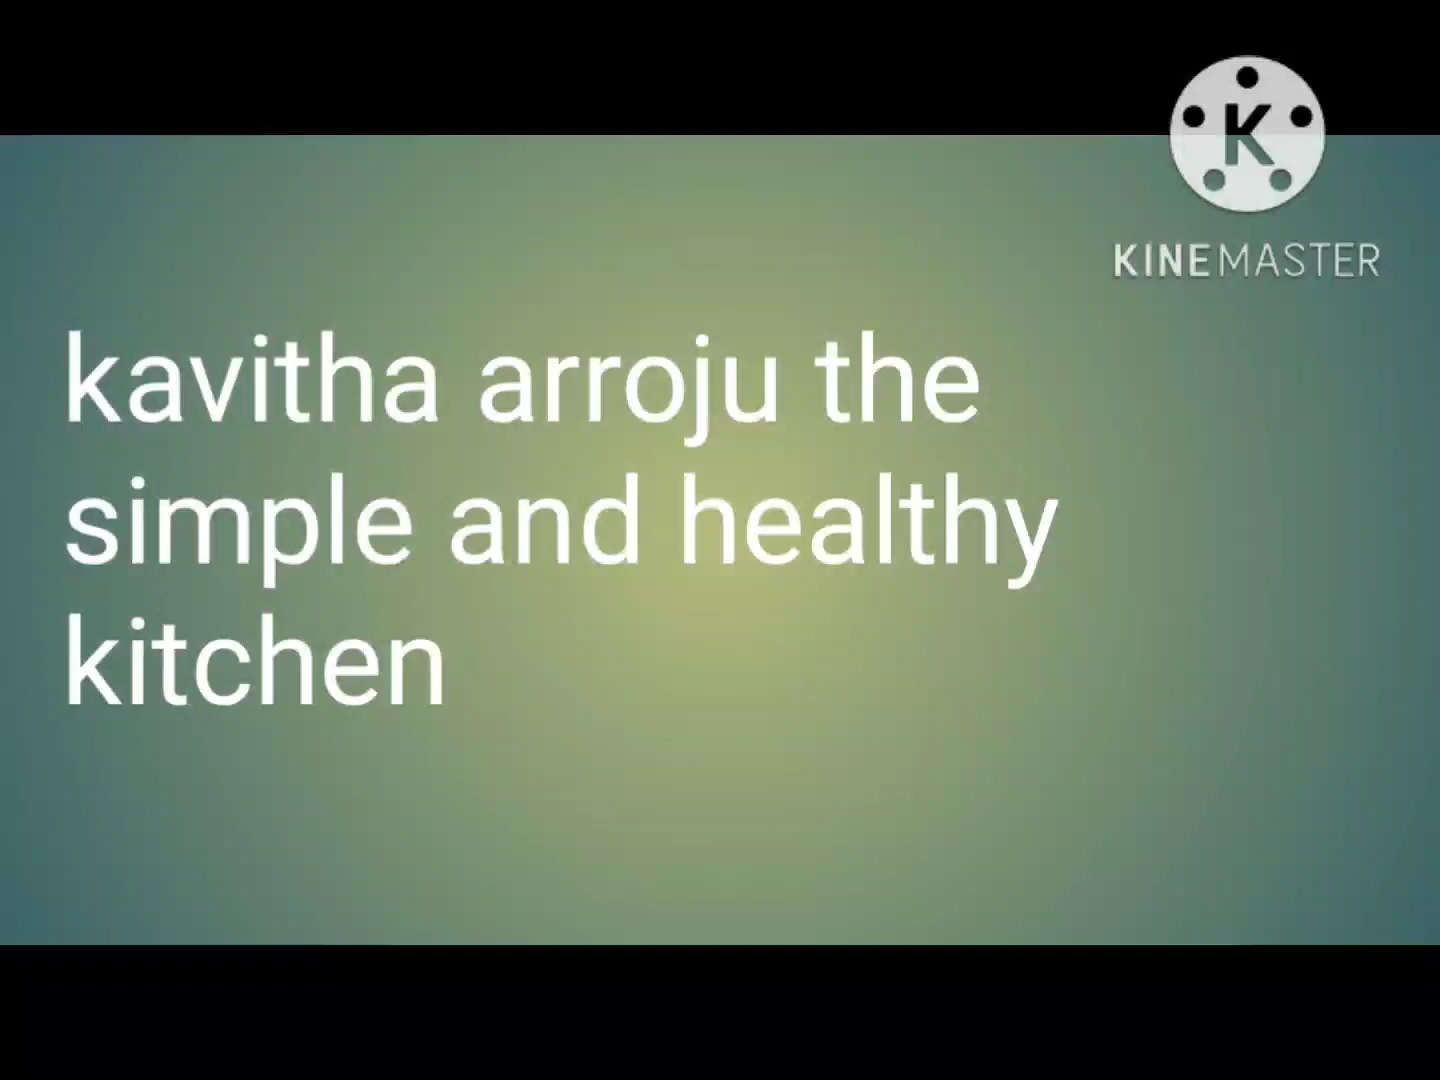 K
KINEMASTER
kavitha arroju the
simple and healthy
kitchen